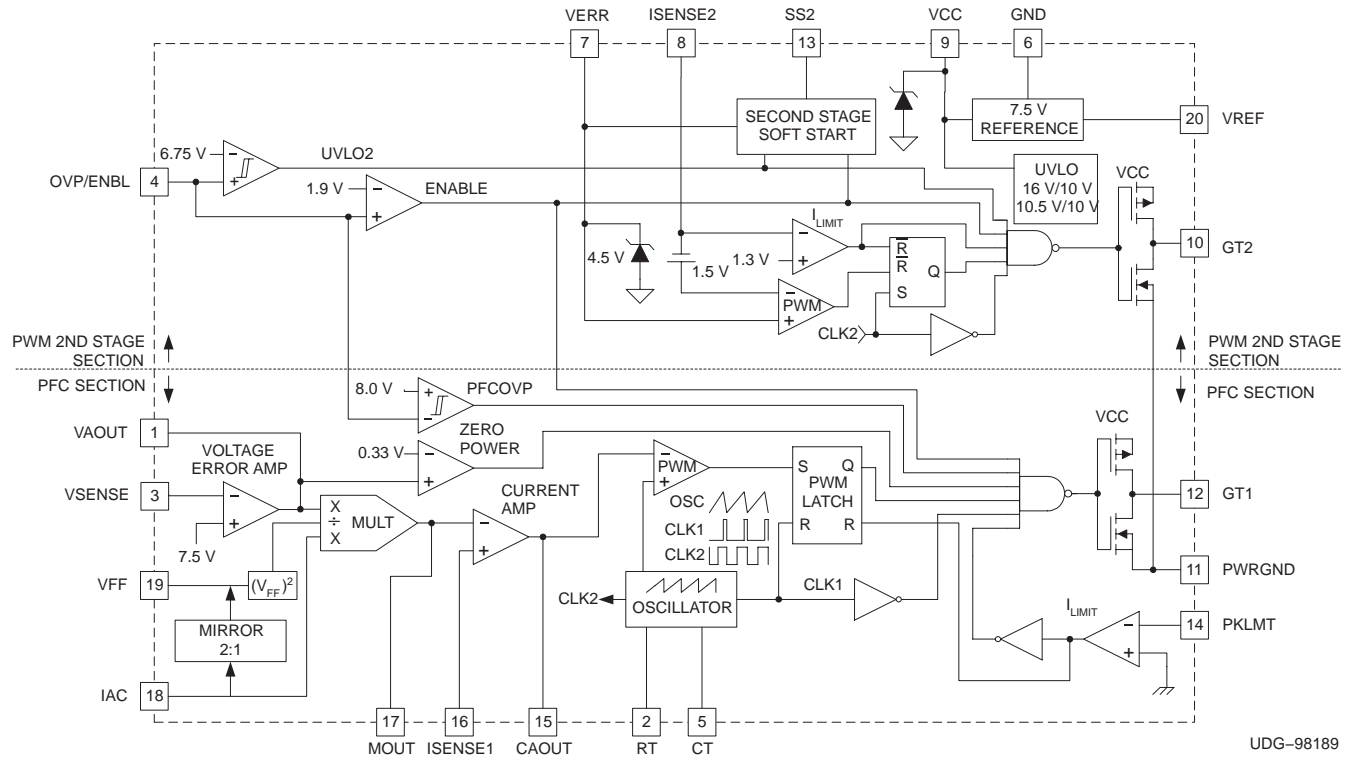 VERR
ISENSE2
SS2
VCC
GND
7
8
13
9
6
SECOND STAGE
SOFT START
7.5 V
REFERENCE
20
VREF
6.75 V
−
+
UVLO2
OVP/ENBL
4
1.9 V
−
+
ENABLE
UVLO
16 V/10 V
10.5 V/10 V
VCC
ILIMIT
−
+
4.5 V
1.5 V
1.3 V
R
R
Q
S
10
GT2
−
PWM
+
CLK2
PWM 2ND STAGE
SECTION
PWM 2ND STAGE
SECTION
PFC SECTION
PFC SECTION
8.0 V
+
−
PFCOVP
VCC
VAOUT
1
VOLTAGE
ERROR AMP
0.33 V
−
+
ZERO
POWER
VSENSE
3
−
+
7.5 V
X
÷
X
MULT
CURRENT
AMP
−
+
−
PWM
+
OSC
CLK1
CLK2
S
Q
PWM
LATCH
R
R
12
GT1
VFF
19
(VFF)2
CLK2
OSCILLATOR
CLK1
11
PWRGND
MIRROR
2:1
ILIMIT
−
+
14
PKLMT
IAC
18
17
16
15
2
5
MOUT
ISENSE1
CAOUT
RT
CT
UDG–98189